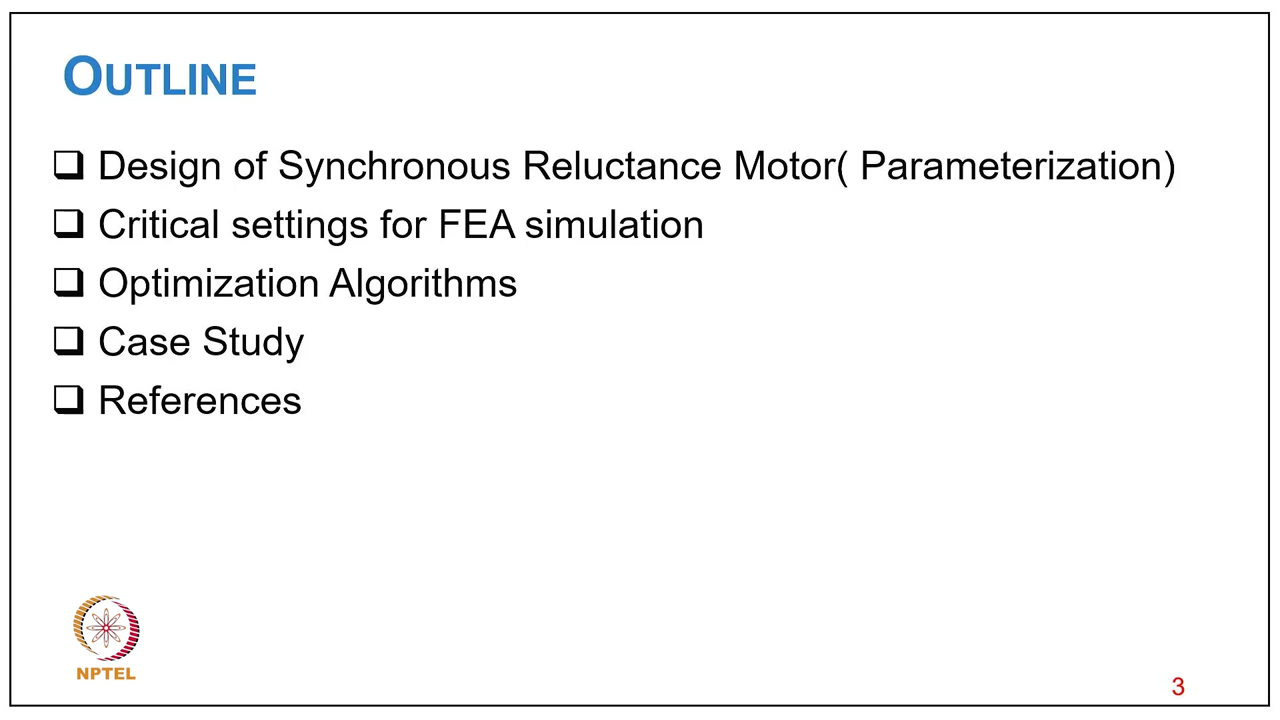 OUTLINE
Design of Synchronous Reluctance Motor( Parameterization)
Critical settings for FEA simulation
Optimization Algorithms
Case Study
References
NPTEL
3